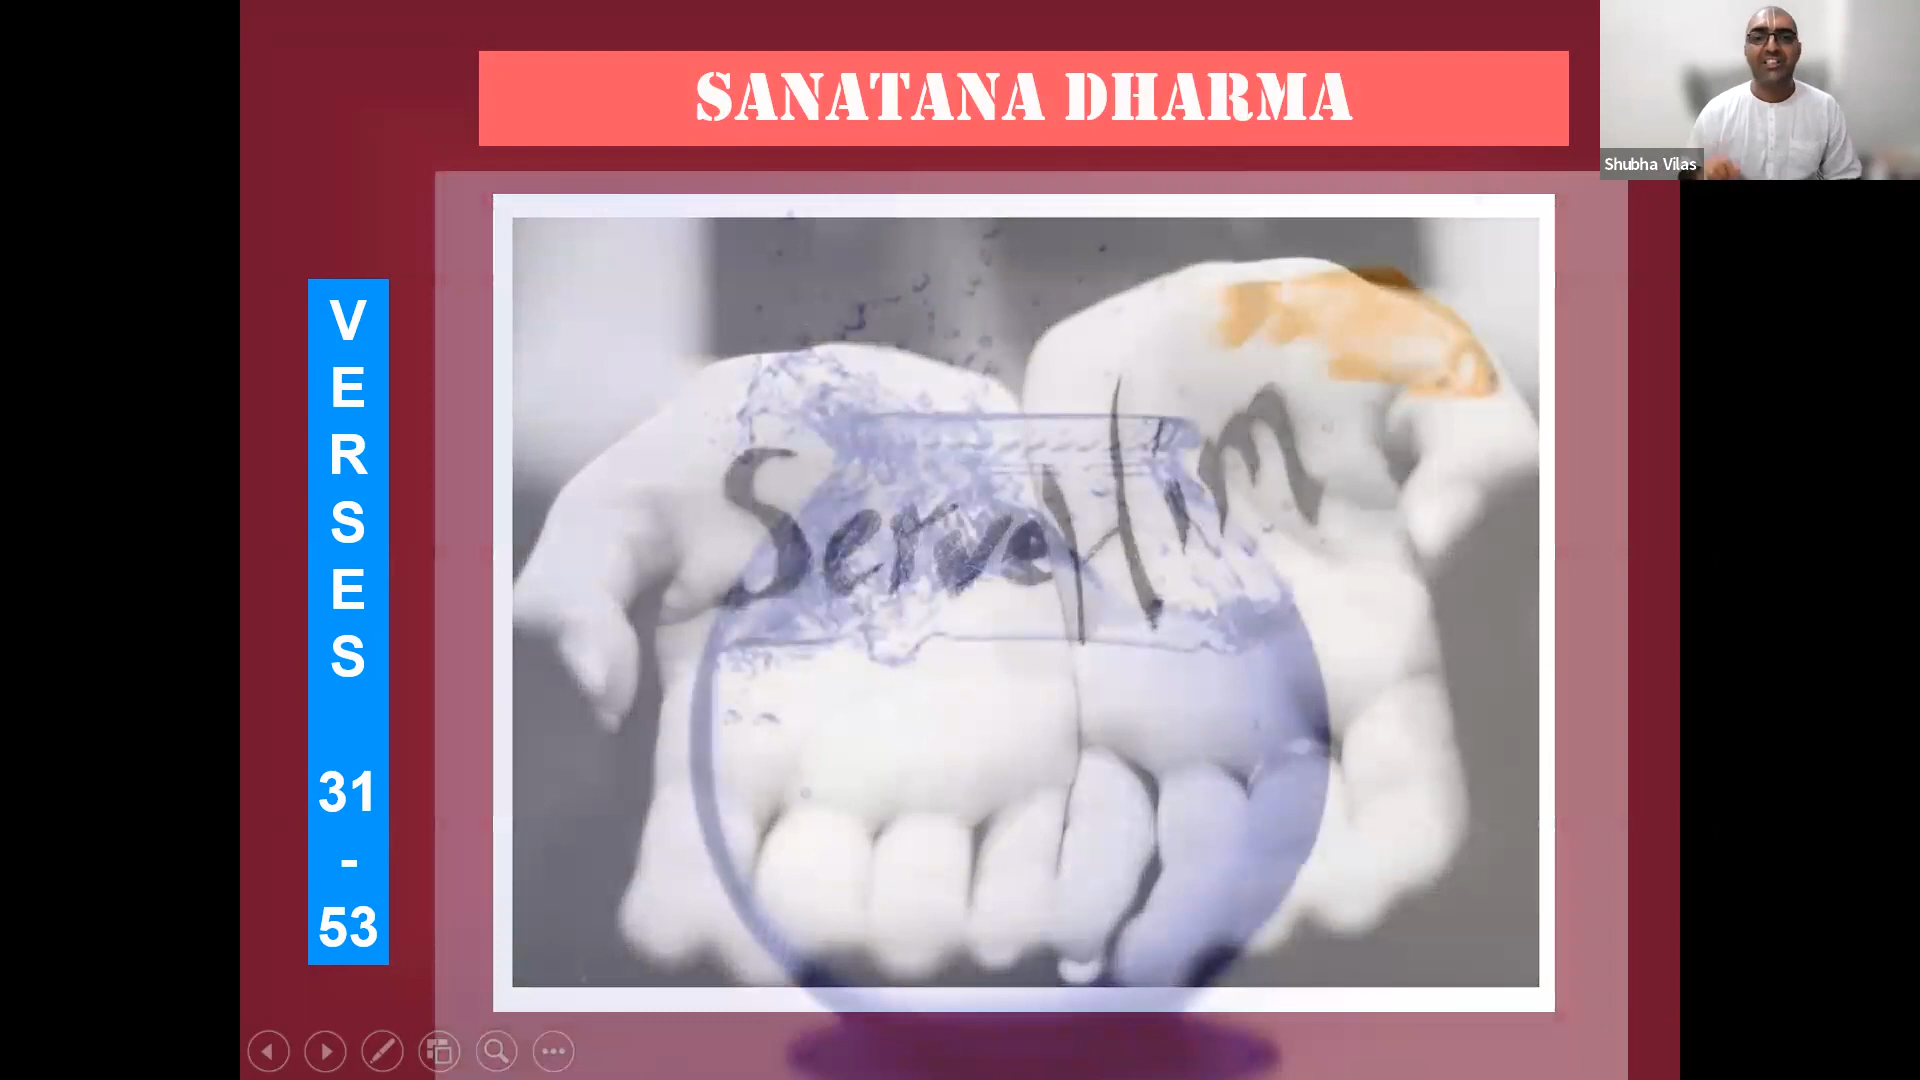 SANATANA DHARMA
Shubha Vilas
VERSES
31
-
53
Serve Him